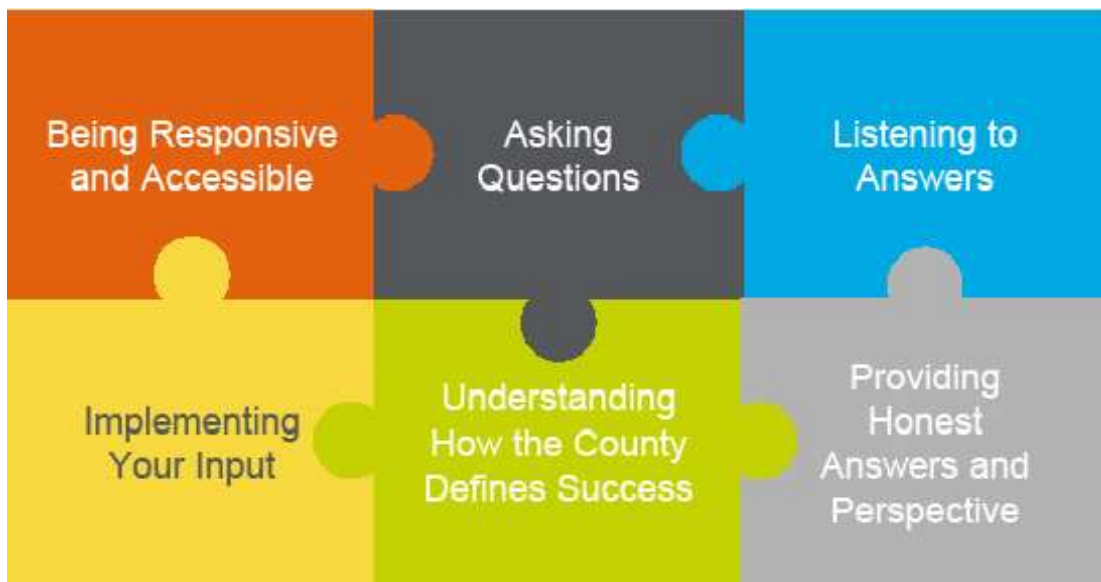 Being Responsive
and Accessible
Asking
Questions
Listening to
Answers
Implementing
Your Input
Understanding
How the County
Defines Success
Providing
Honest
Answers and
Perspective